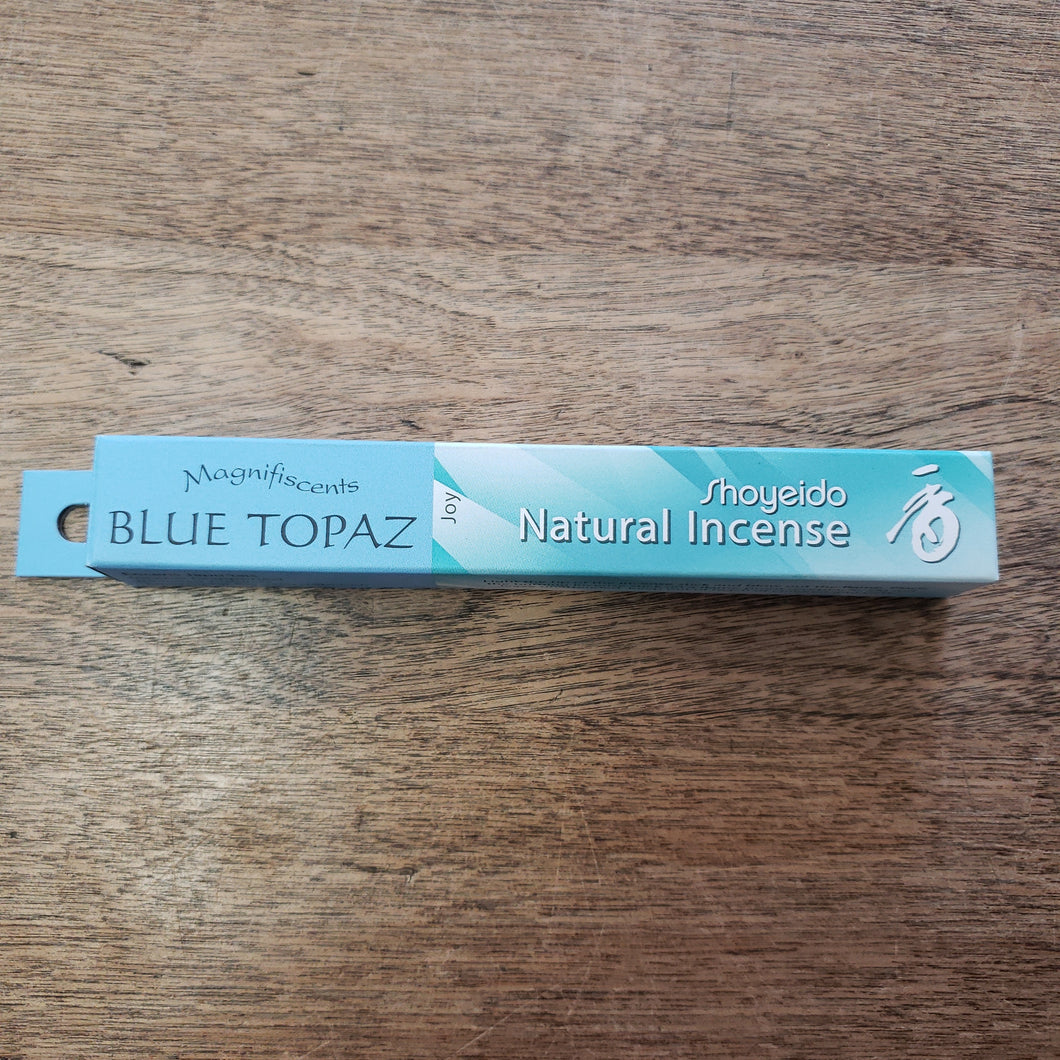 Magnifiscents
BLUE TOPAZ
Joy
Shoyeido
Natural Incense
香